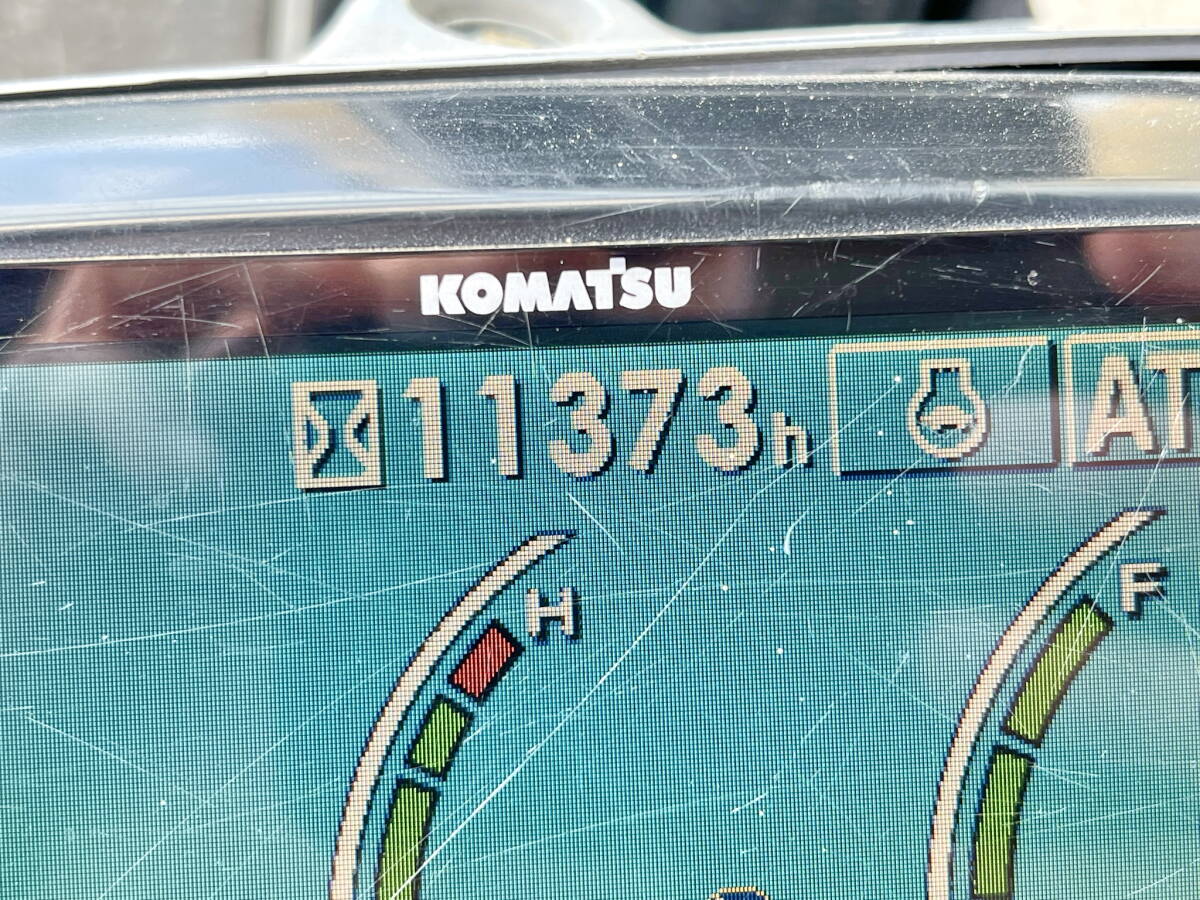 KOMATSU
11373h AT
H
F